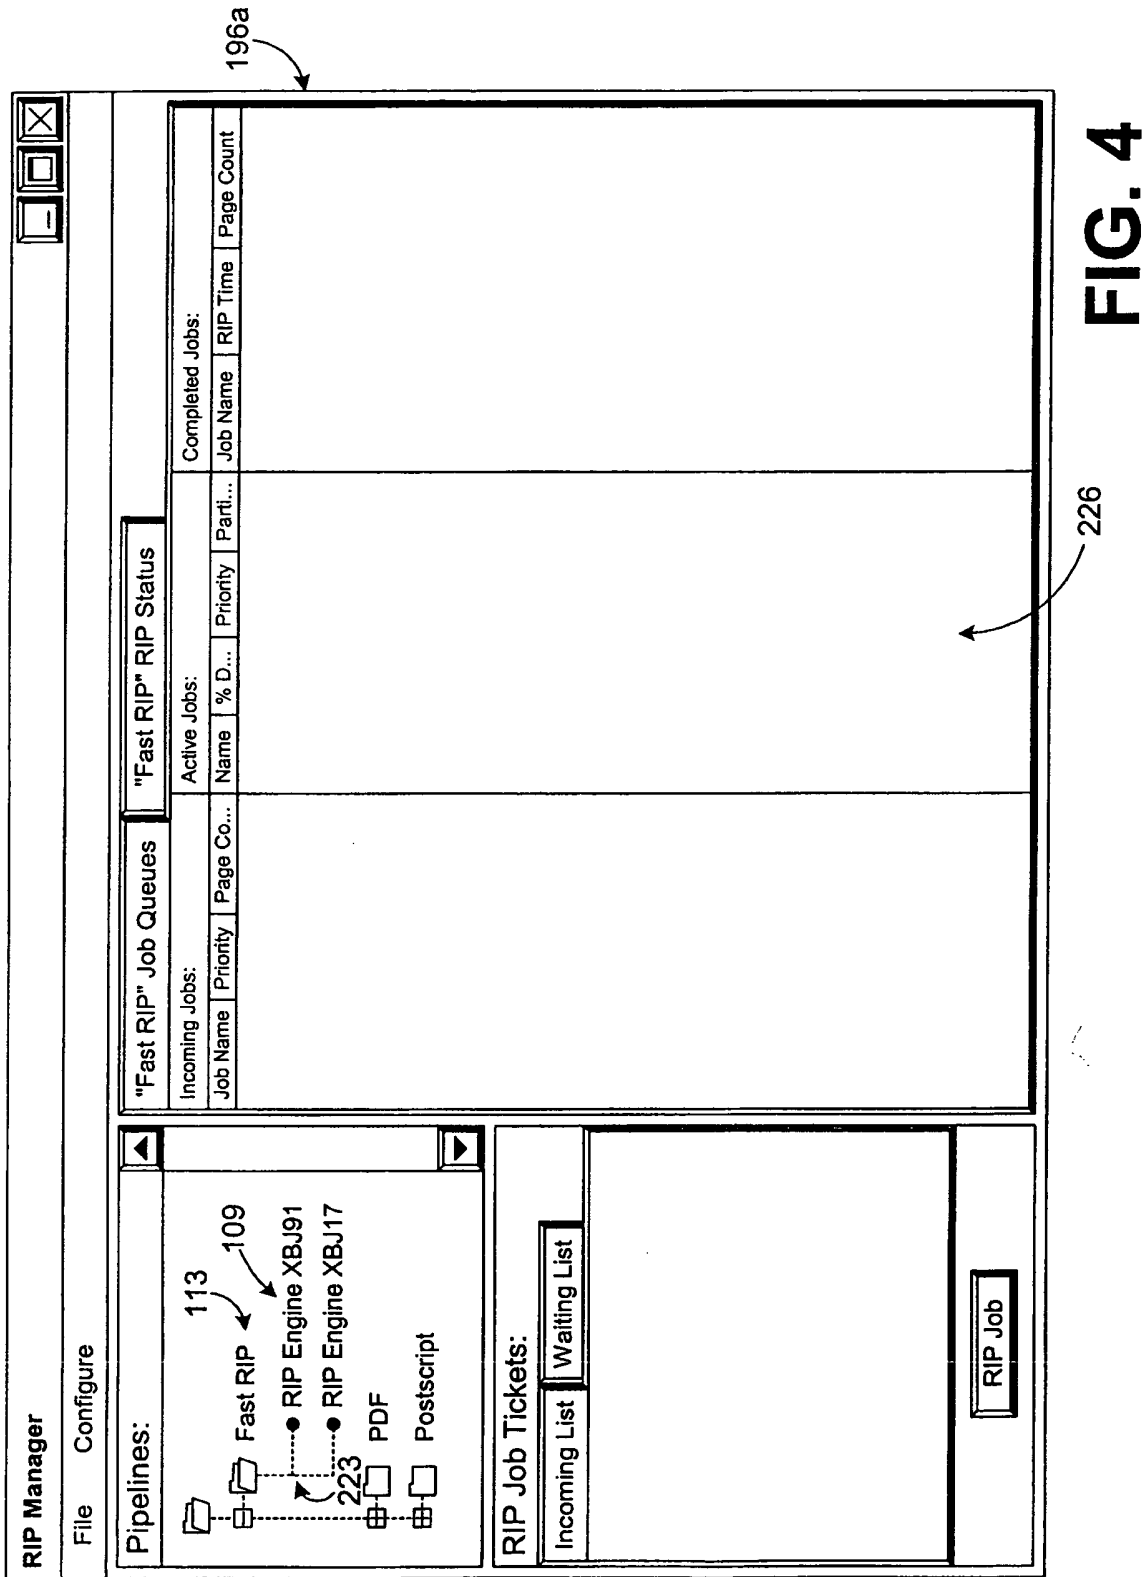 196a
RIP Manager
File Configure
Pipelines:
113
109
Fast RIP
RIP Engine XBJ91
RIP Engine XBJ17
223
PDF
Postscript
RIP Job Tickets:
Incoming List Waiting List
RIP Job
"Fast RIP" Job Queues "Fast RIP" RIP Status
Incoming Jobs: Active Jobs: Completed Jobs:
Job Name Priority Page Co... Name % D... Priority Parti... Job Name RIP Time Page Count
226
FIG. 4